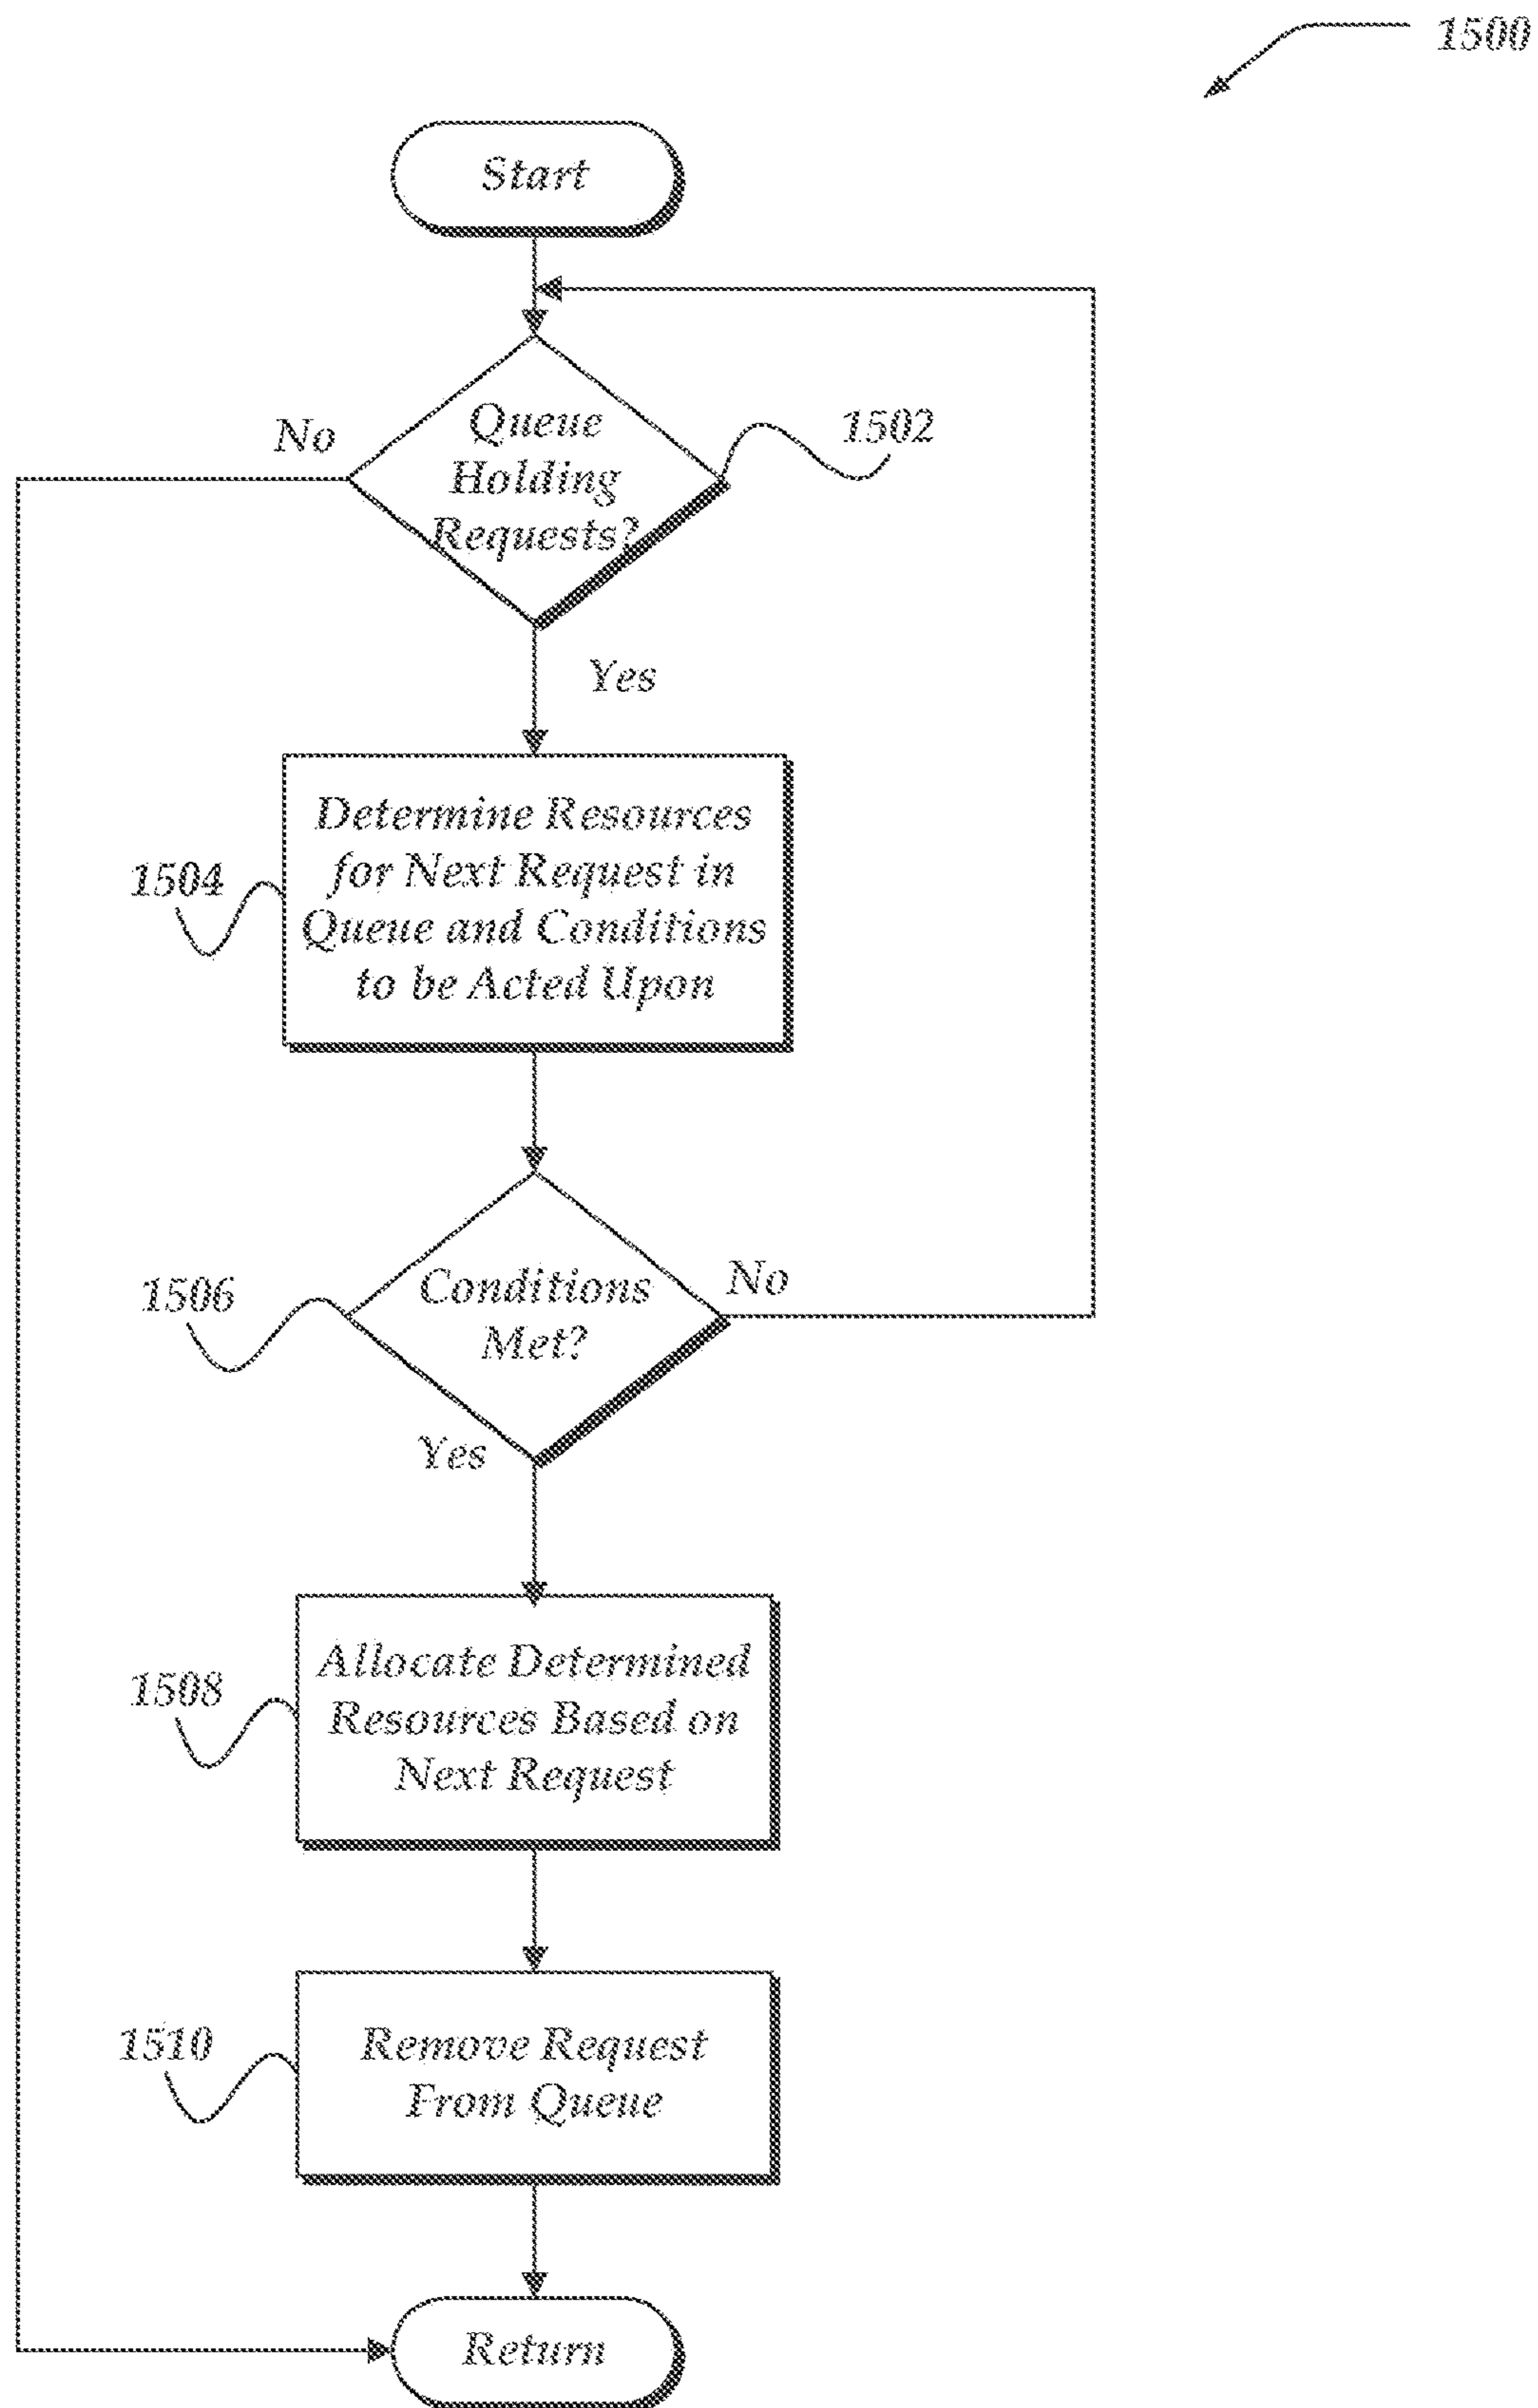 1500
Start
No
Queue
Holding
Requests?
1502
Yes
Determine Resources
for Next Request in
Queue and Conditions
to be Acted Upon
1504
Conditions
Met?
No
1506
Yes
Allocate Determined
Resources Based on
Next Request
1508
Remove Request
From Queue
1510
Return